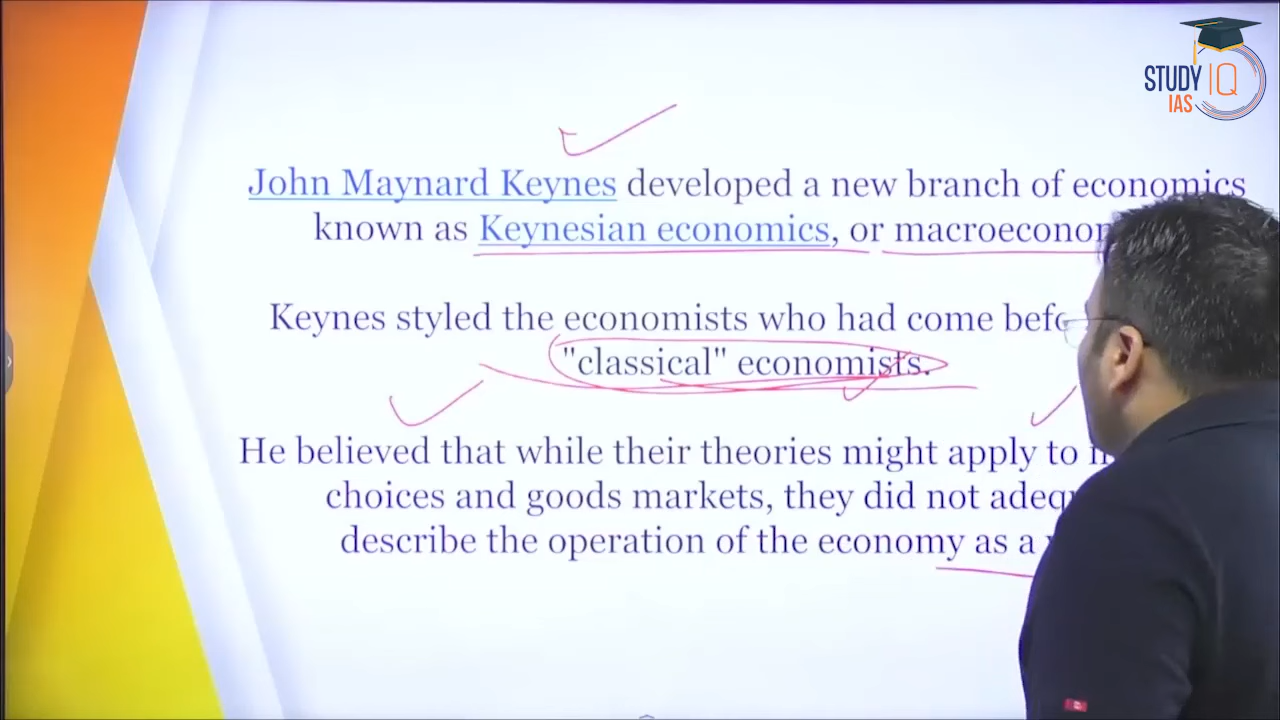 STUDY IQ
IAS
John Maynard Keynes developed a new branch of economics
known as Keynesian economics, or macroeconom
Keynes styled the economists who had come befo
"classical" economists.
He believed that while their theories might apply to
choices and goods markets, they did not adeq
describe the operation of the economy as a